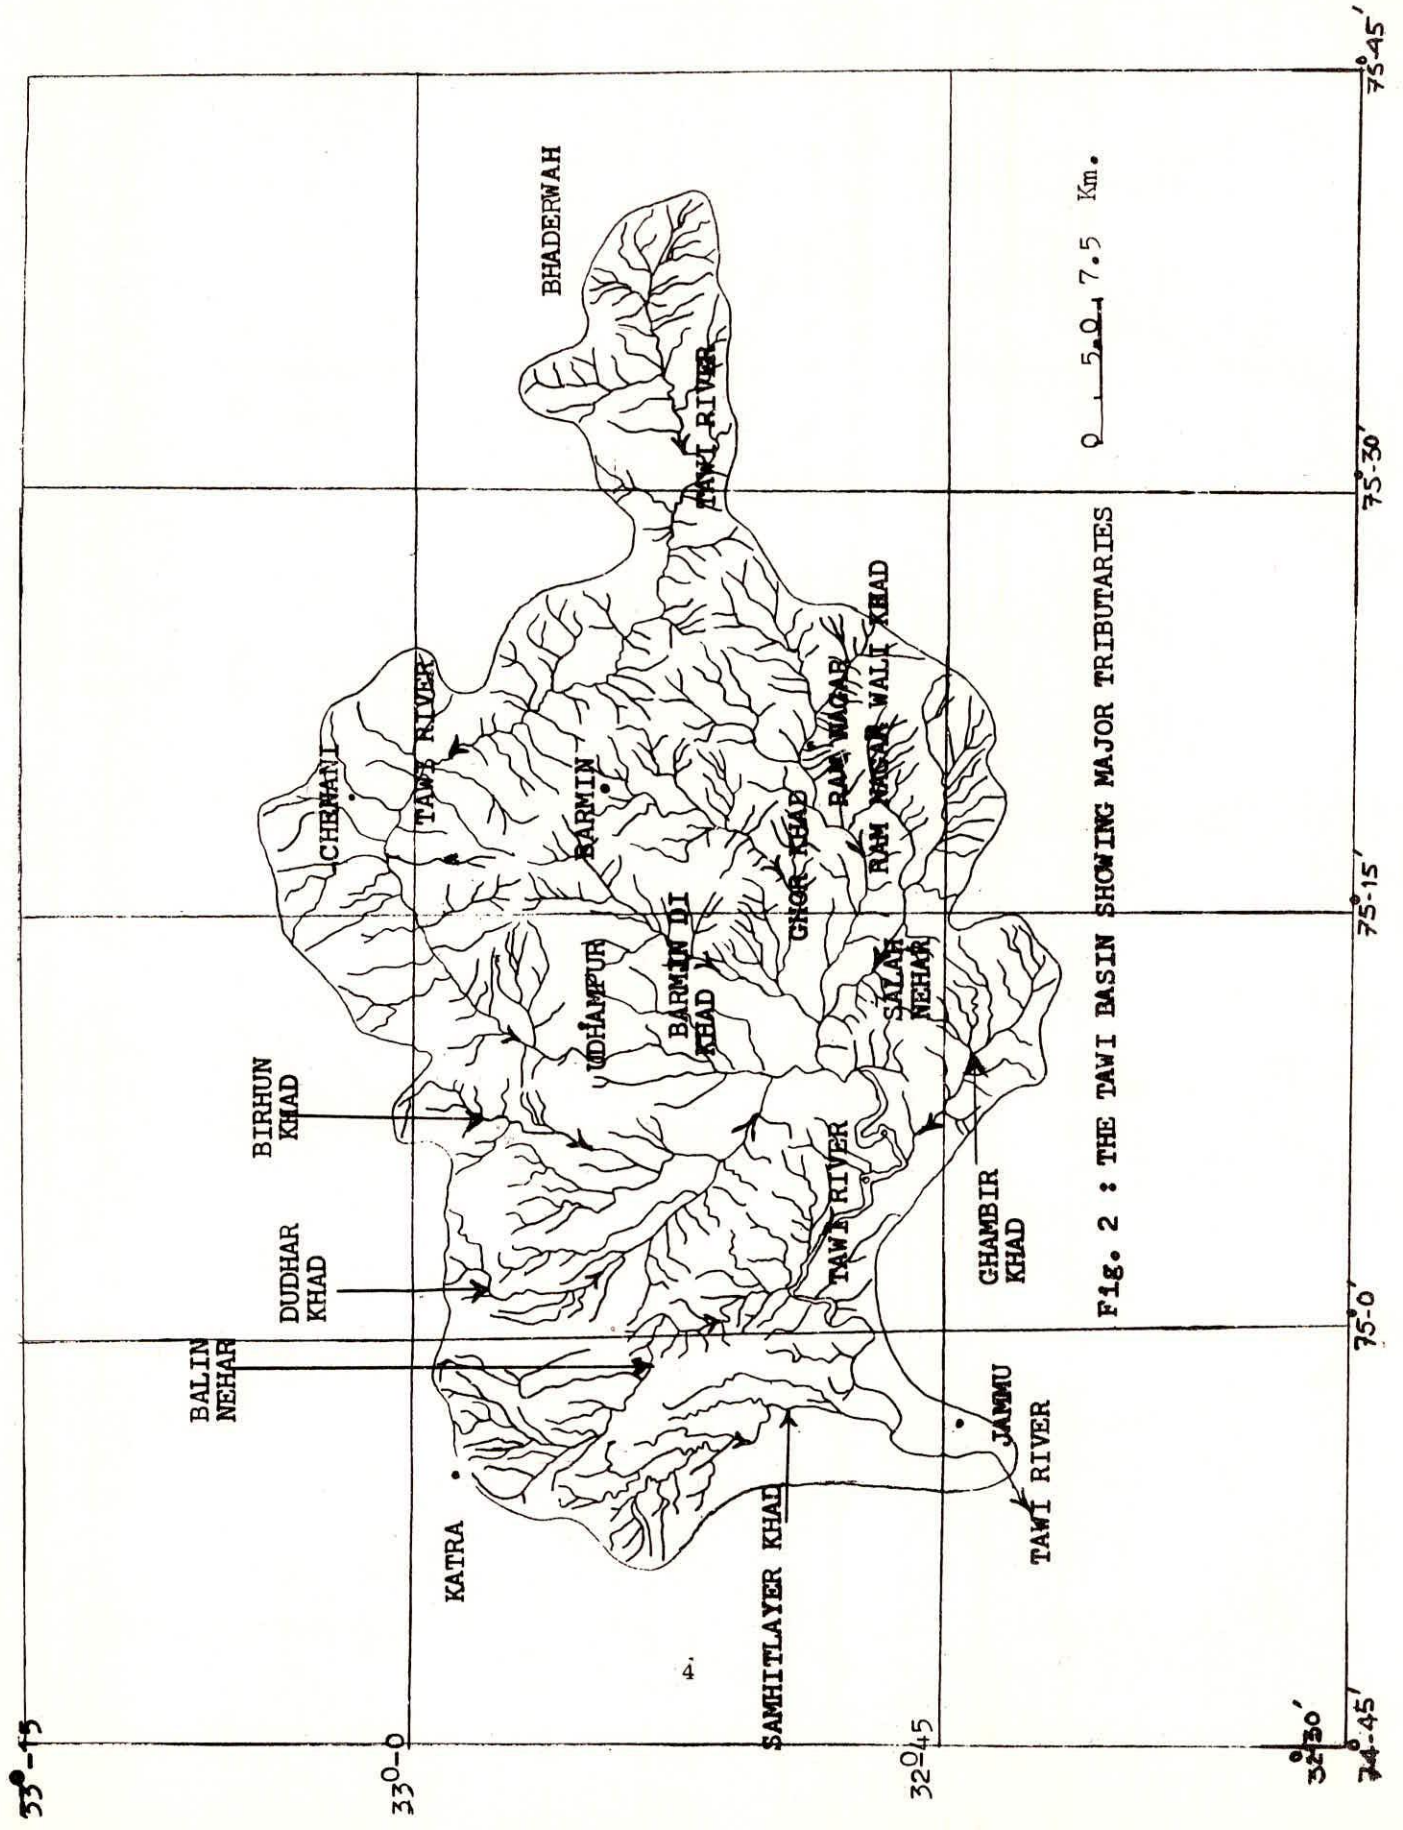 33°-15
33°-0
32°45
32°30'
74°-45'
75°-0'
75°-15'
75°-30'
75°-45'
BHADERWAH
CHENANI
TAWI RIVER
TAWI RIVER
BARMIN
RAM NAGAR
RAM NAGAR WALI KHAD
GHOR KHAD
BARMIN DI
KHAD
UDHAMPUR
SALAH
NEHAR
BIRHUN
KHAD
DUDHAR
KHAD
BALIN
NEHAR
KATRA
TAWI RIVER
GHAMBIR
KHAD
SAMHITLAYER KHAD
JAMMU
TAWI RIVER
0 5.0 7.5 Km.
Fig. 2 : THE TAWI BASIN SHOWING MAJOR TRIBUTARIES
4